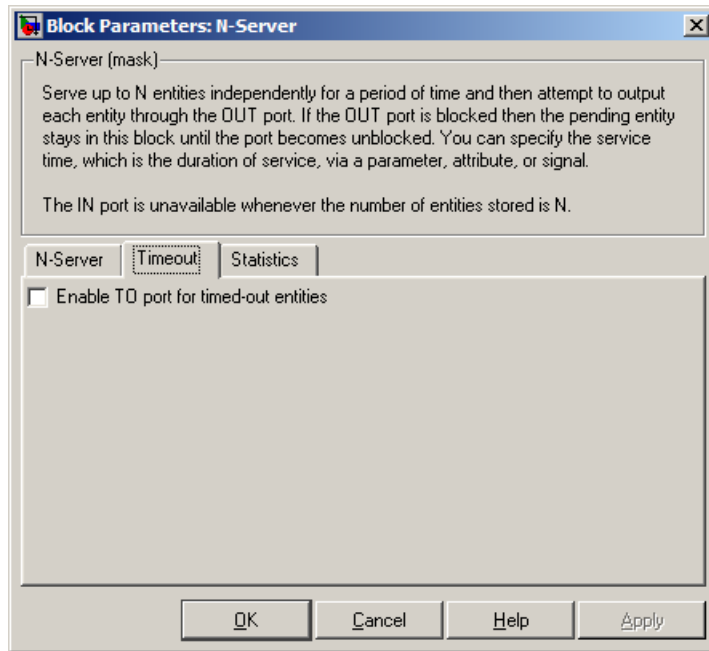 Block Parameters: N-Server
N-Server (mask)
Serve up to N entities independently for a period of time and then attempt to output
each entity through the OUT port. If the OUT port is blocked then the pending entity
stays in this block until the port becomes unblocked. You can specify the service
time, which is the duration of service, via a parameter, attribute, or signal.
The IN port is unavailable whenever the number of entities stored is N.
N-Server Timeout Statistics
Enable TO port for timed-out entities
OK Cancel Help Apply